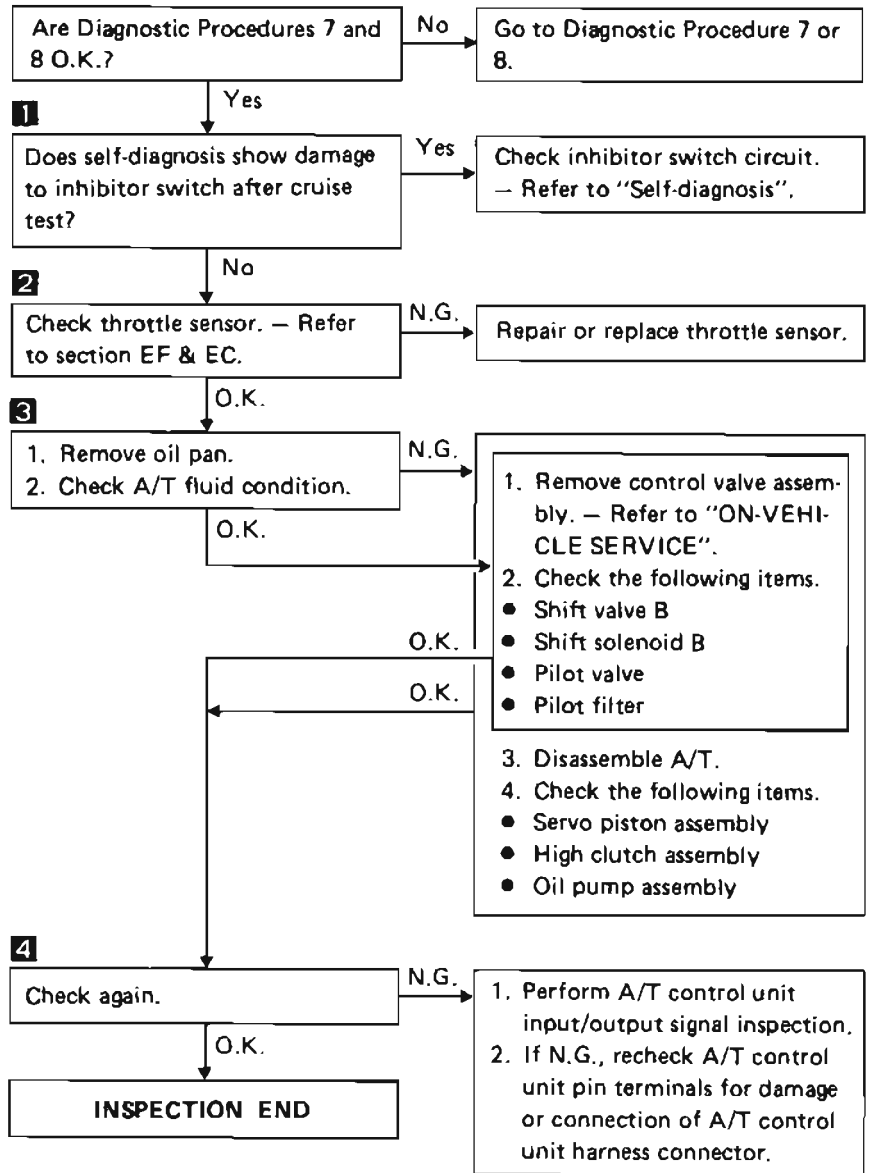 Are Diagnostic Procedures 7 and
8 O.K.?
No
Go to Diagnostic Procedure 7 or
8.
Yes
1
Does self-diagnosis show damage
to inhibitor switch after cruise
test?
Yes
Check inhibitor switch circuit.
— Refer to "Self-diagnosis".
No
2
Check throttle sensor. — Refer
to section EF & EC.
N.G.
Repair or replace throttle sensor.
O.K.
3
1. Remove oil pan.
2. Check A/T fluid condition.
N.G.
O.K.
1. Remove control valve assem-
bly. — Refer to "ON-VEHI-
CLE SERVICE".
2. Check the following items.
● Shift valve B
● Shift solenoid B
● Pilot valve
● Pilot filter
O.K.
O.K.
3. Disassemble A/T.
4. Check the following items.
● Servo piston assembly
● High clutch assembly
● Oil pump assembly
4
Check again.
N.G.
1. Perform A/T control unit
input/output signal inspection.
2. If N.G., recheck A/T control
unit pin terminals for damage
or connection of A/T control
unit harness connector.
O.K.
INSPECTION END